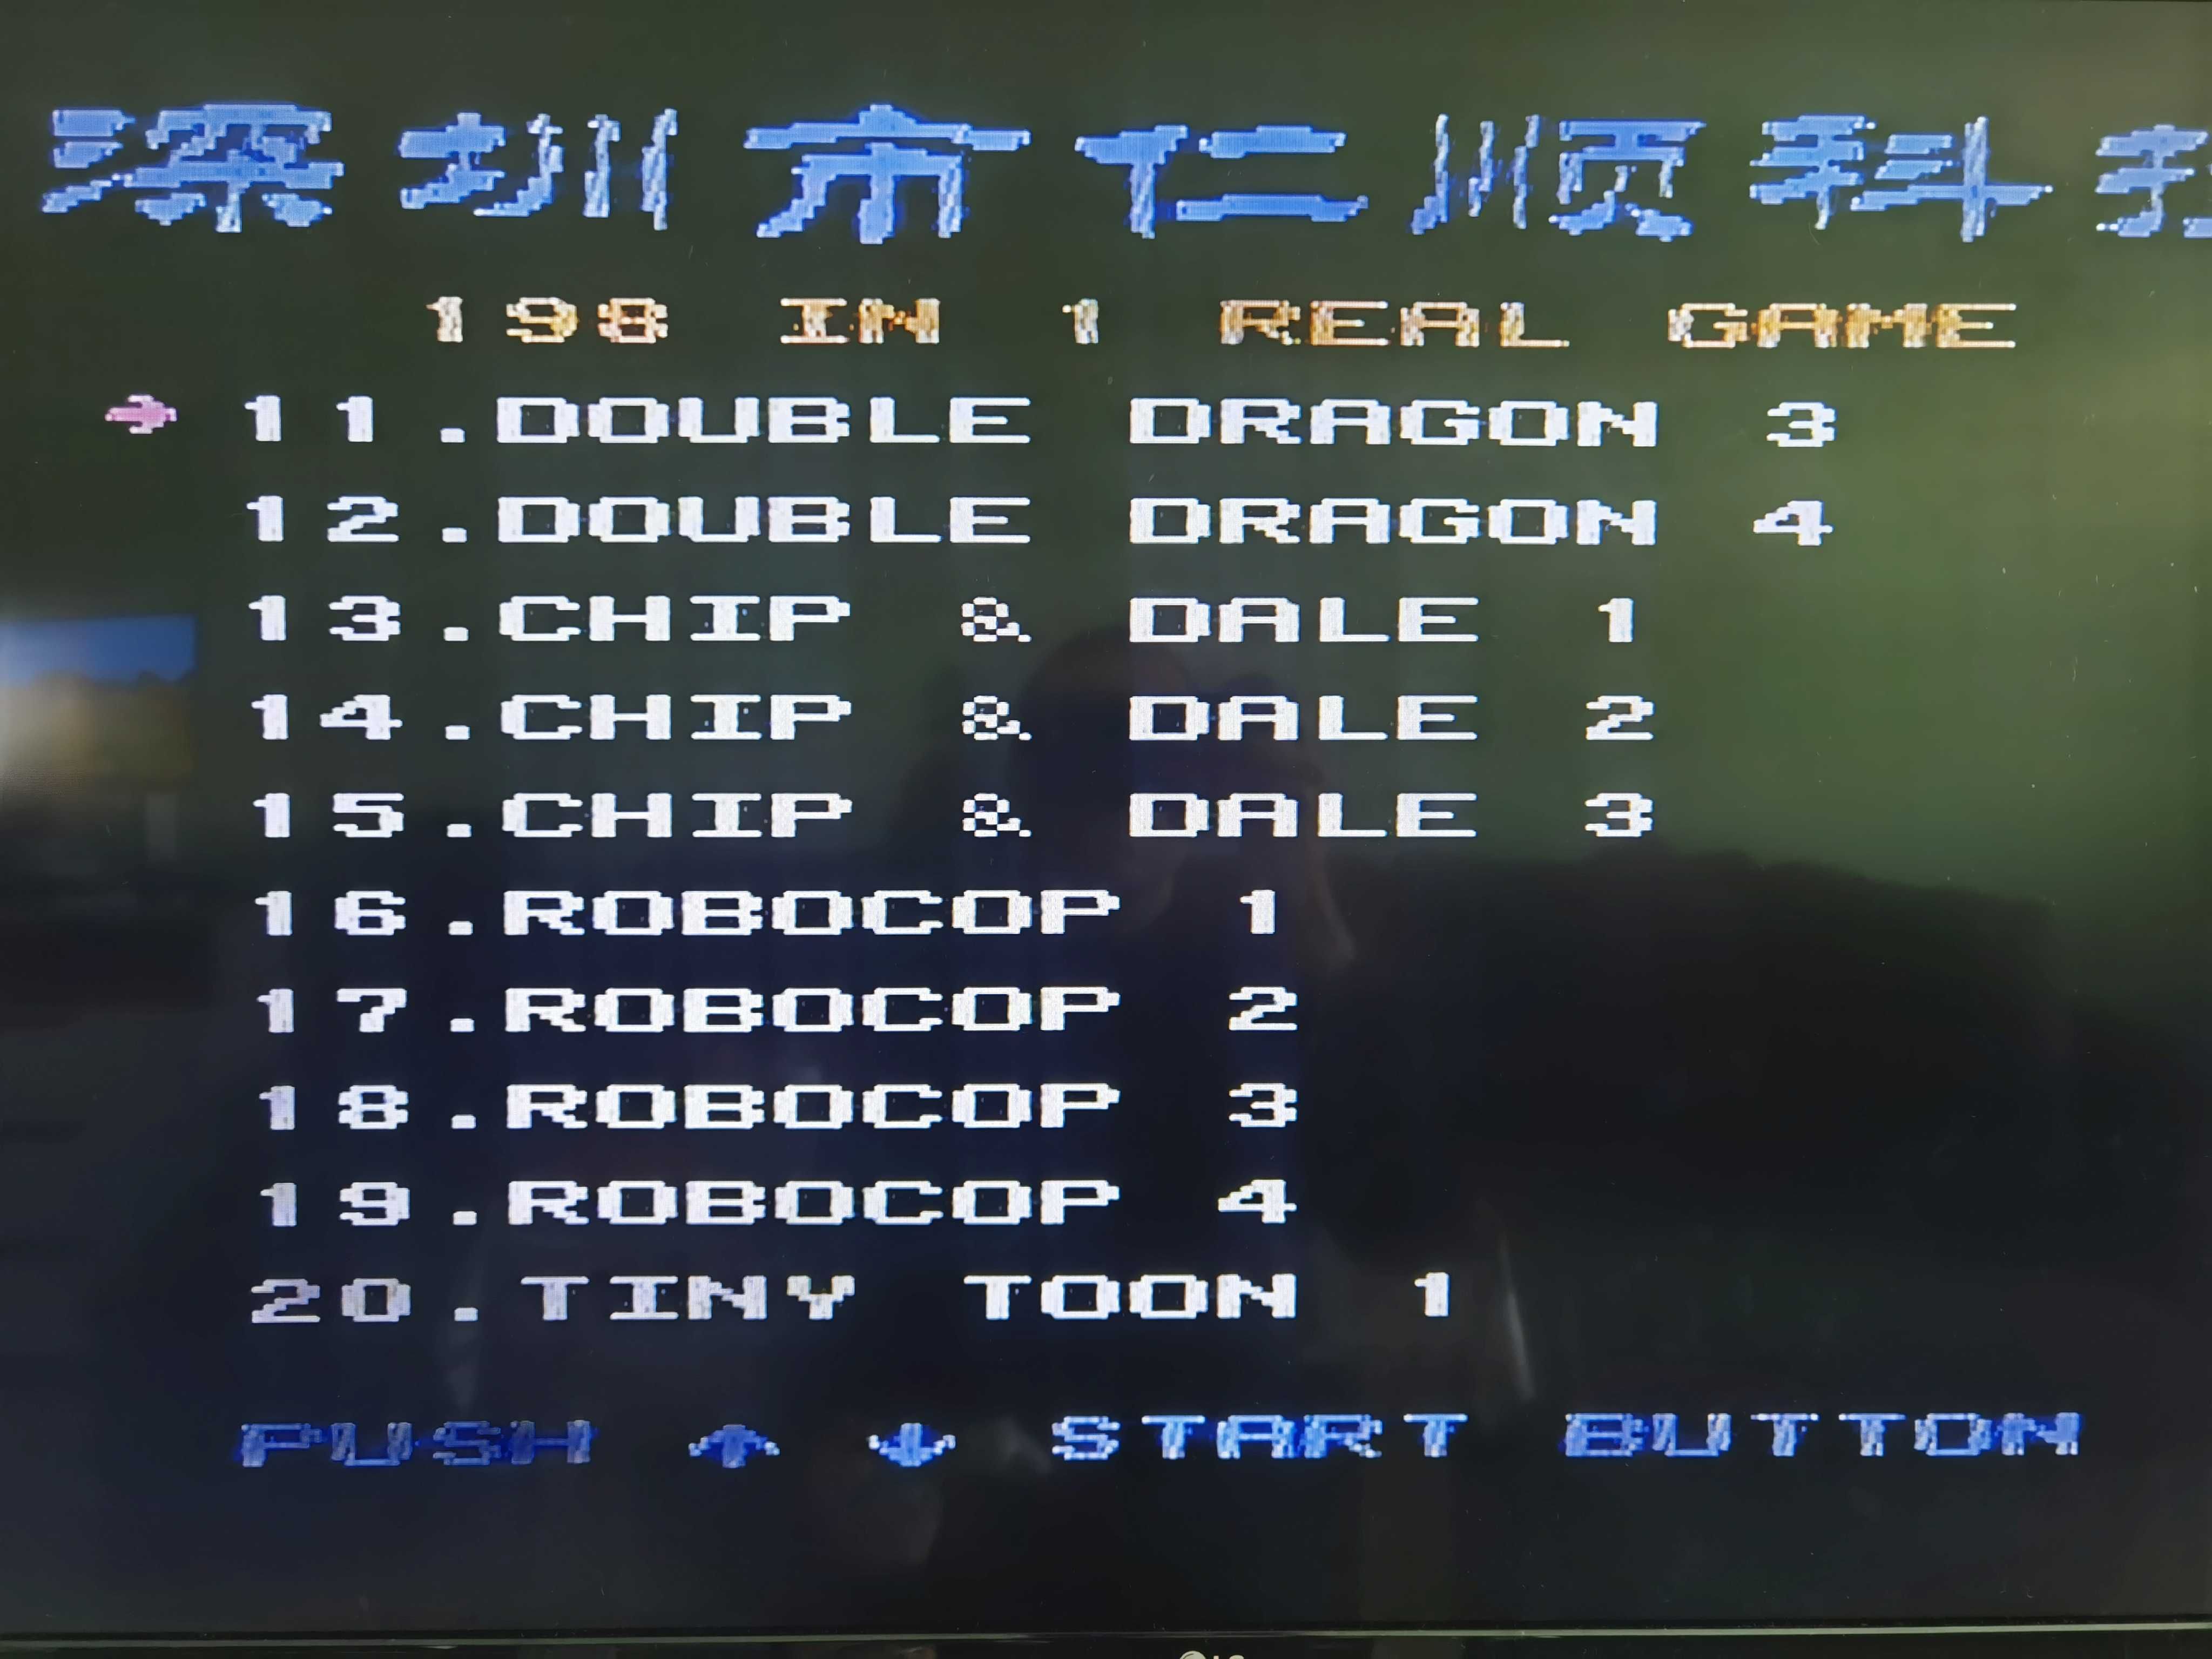 深圳市仁顺科
198 IN 1 REAL GAME
11.DOUBLE DRAGON 3
12.DOUBLE DRAGON 4
13.CHIP & DALE 1
14.CHIP & DALE 2
15.CHIP & DALE 3
16.ROBOCOP 1
17.ROBOCOP 2
18.ROBOCOP 3
19.ROBOCOP 4
20.TINY TOON 1
PUSH ↑ ↓ START BUTTON
LG